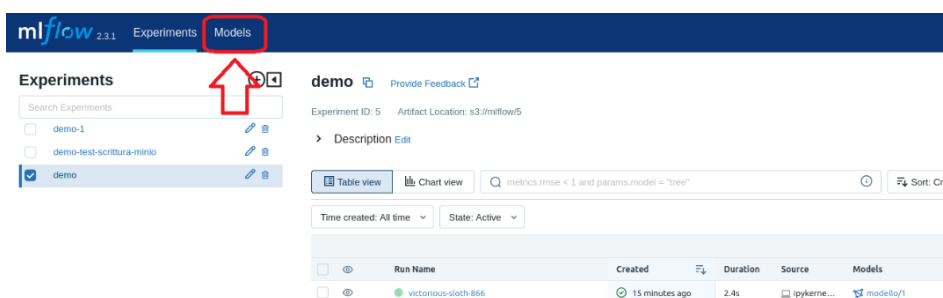 mlflow 2.3.1 Experiments Models
Experiments
Search Experiments
demo-1
demo-test-scrittura-minio
demo
demo Provide Feedback
Experiment ID: 5 Artifact Location: s3://mlflow/5
Description Edit
Table view Chart view metrics.rmse < 1 and params.model = "tree" Sort: Cr
Time created: All time State: Active
Run Name Created Duration Source Models
victorious-sloth-866 15 minutes ago 2.4s ipykerne... modello/1